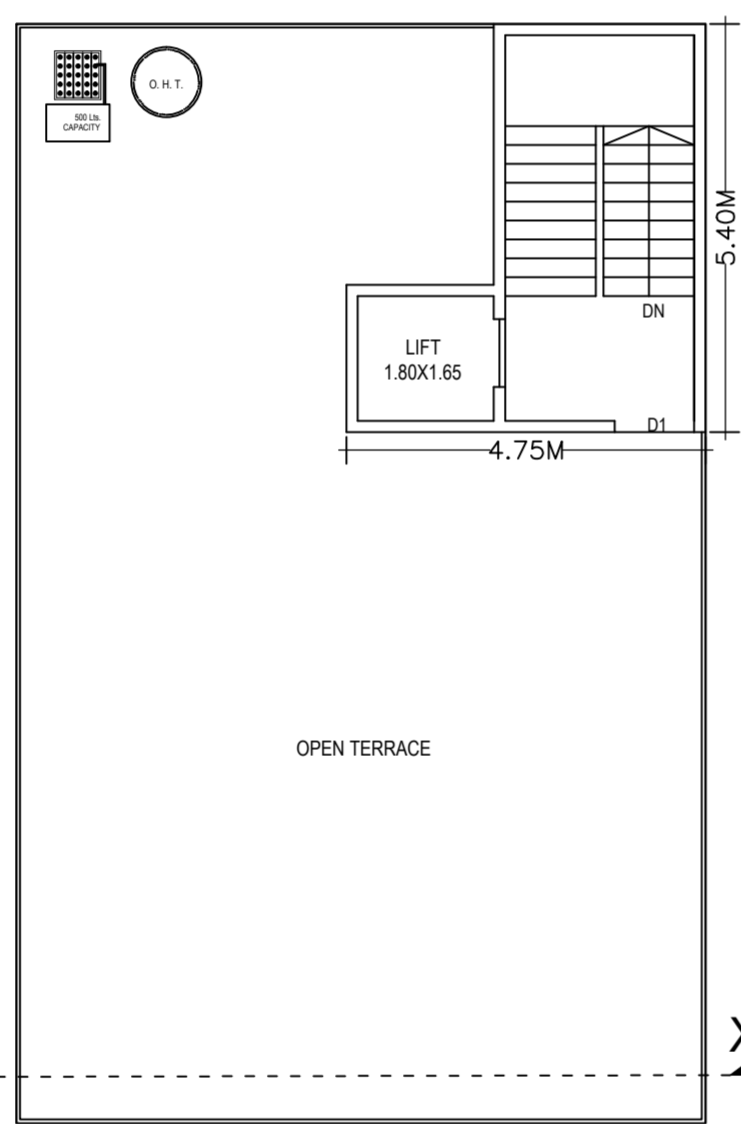 O. H. T.
500 Lts.
CAPACITY
5.40M
DN
LIFT
1.80X1.65
D1
4.75M
OPEN TERRACE
X